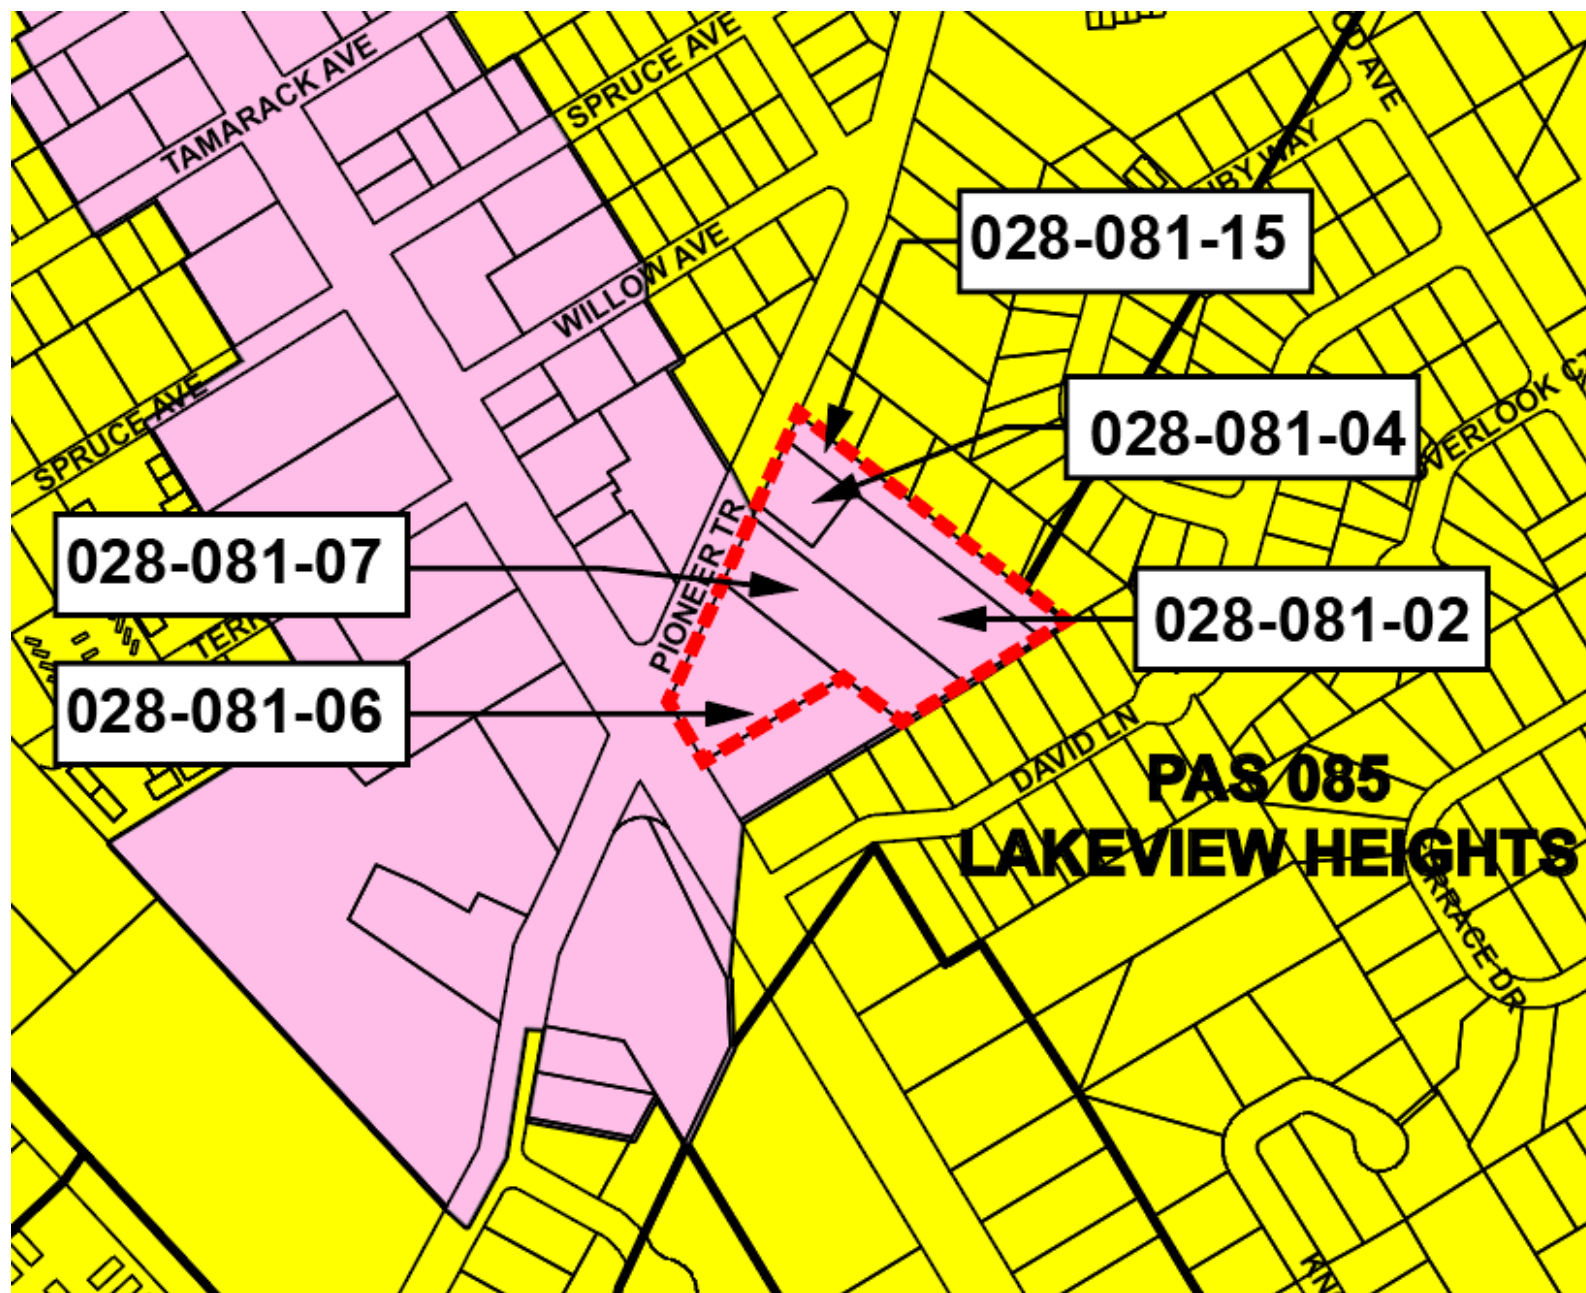 TAMARACK AVE
SPRUCE AVE
WILLOW AVE
SPRUCE AVE
028-081-15
028-081-04
028-081-07
PIONEER TR
028-081-02
028-081-06
DAVID LN
PAS 085
LAKEVIEW HEIGHTS